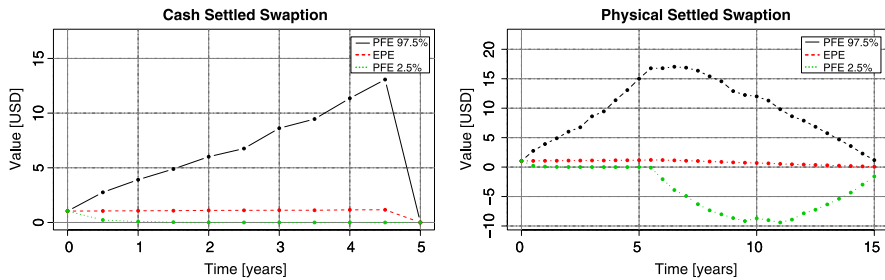 Cash Settled Swaption
PFE 97.5%
EPE
PFE 2.5%
Value [USD]
15
10
5
0
0 1 2 3 4 5
Time [years]
Physical Settled Swaption
PFE 97.5%
EPE
PFE 2.5%
Value [USD]
20
15
10
5
0
−5
−10
0 5 10 15
Time [years]